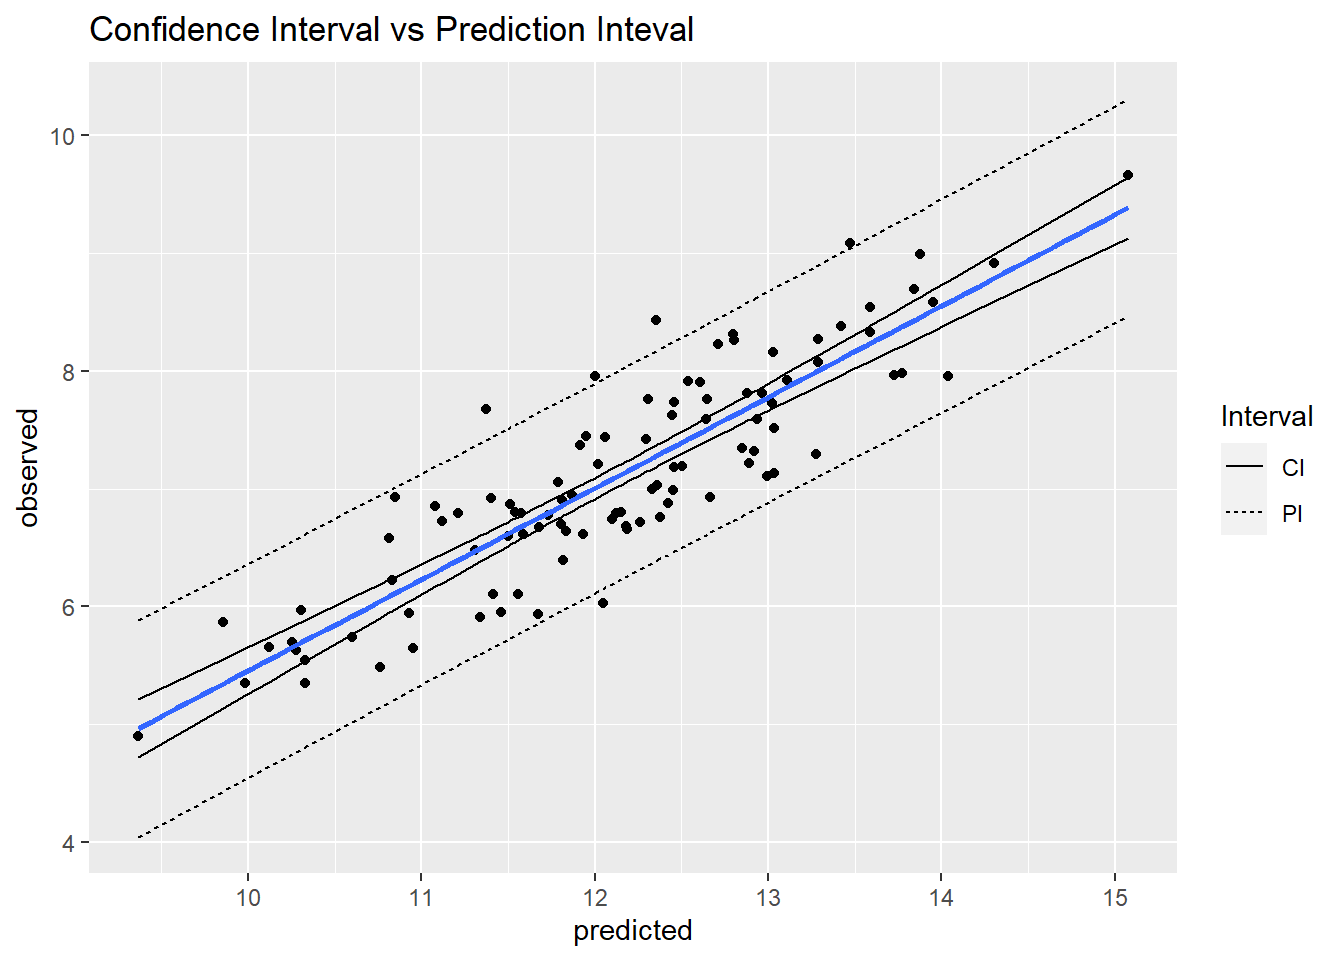 Confidence Interval vs Prediction Inteval
observed
10
8
6
4
10 11 12 13 14 15
predicted
Interval
CI
PI